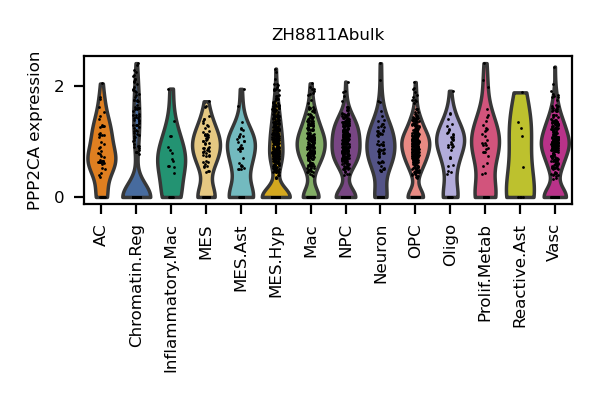 ZH8811Abulk
PPP2CA expression
2
0
AC
Chromatin.Reg
Inflammatory.Mac
MES
MES.Ast
MES.Hyp
Mac
NPC
Neuron
OPC
Oligo
Prolif.Metab
Reactive.Ast
Vasc